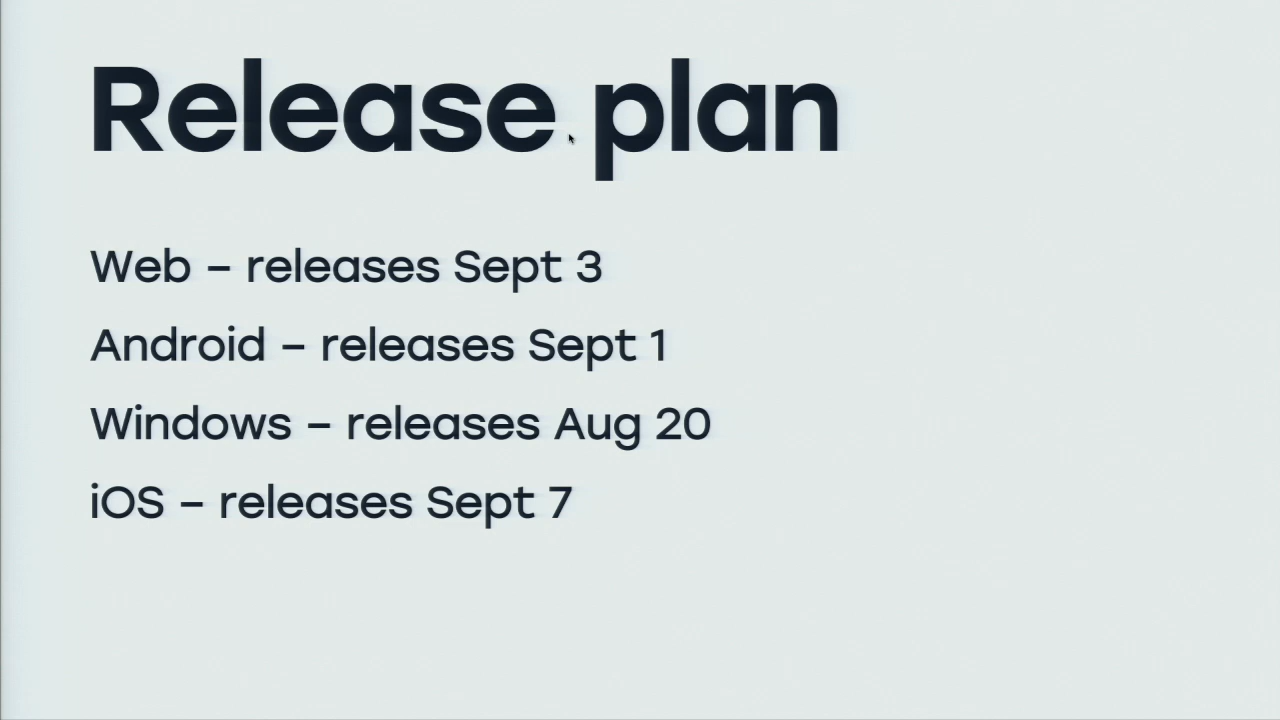 Release plan
Web – releases Sept 3
Android – releases Sept 1
Windows – releases Aug 20
iOS – releases Sept 7